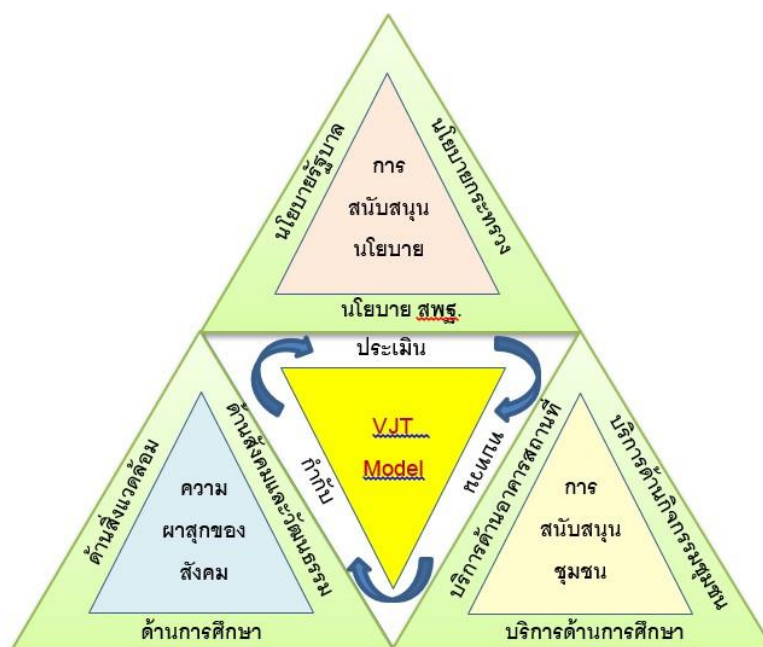 นโยบายรัฐบาล
นโยบายกระทรวง
การ
สนับสนุน
นโยบาย
นโยบาย สพฐ.
ประเมิน
กำกับ
ทบทวน
VJT
Model
ด้านสิ่งแวดล้อม
ด้านสังคมและวัฒนธรรม
ความ
ผาสุกของ
สังคม
ด้านการศึกษา
บริการด้านอาคารสถานที่
บริการด้านกิจกรรมชุมชน
การ
สนับสนุน
ชุมชน
บริการด้านการศึกษา